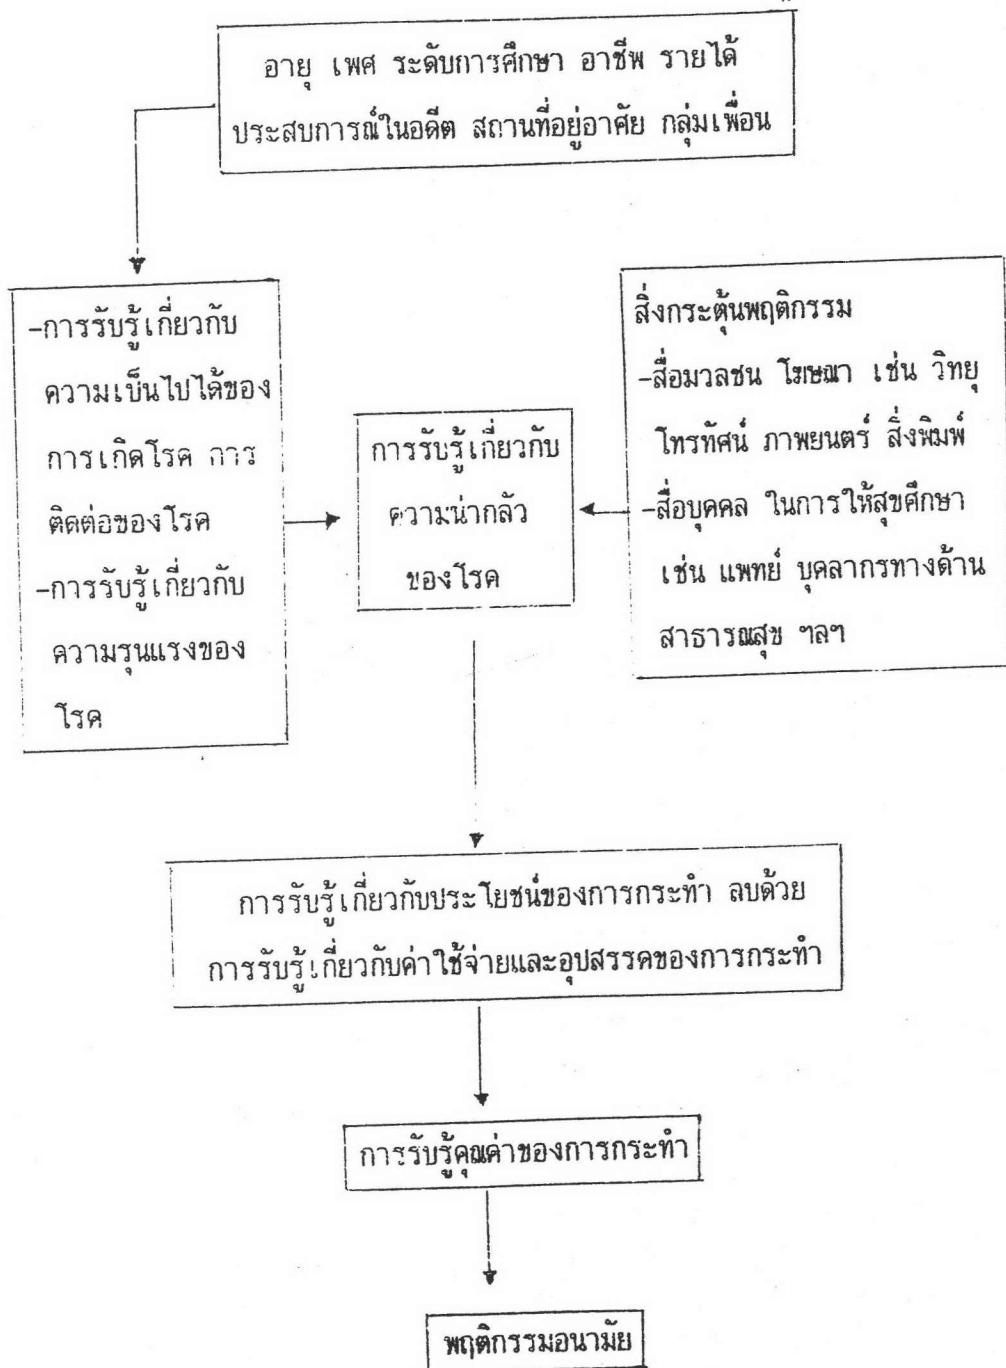 อายุ เพศ ระดับการศึกษา อาชีพ รายได้
ประสบการณ์ในอดีต สถานที่อยู่อาศัย กลุ่มเพื่อน
-การรับรู้เกี่ยวกับ
ความเป็นไปได้ของ
การเกิดโรค การ
ติดต่อของโรค
-การรับรู้เกี่ยวกับ
ความรุนแรงของ
โรค
การรับรู้เกี่ยวกับ
ความน่ากลัว
ของโรค
สิ่งกระตุ้นพฤติกรรม
-สื่อมวลชน โฆษณา เช่น วิทยุ
โทรทัศน์ ภาพยนตร์ สิ่งพิมพ์
-สื่อบุคคล ในการให้สุขศึกษา
เช่น แพทย์ บุคลากรทางด้าน
สาธารณสุข ฯลฯ
การรับรู้เกี่ยวกับประโยชน์ของการกระทำ ลบด้วย
การรับรู้เกี่ยวกับค่าใช้จ่ายและอุปสรรคของการกระทำ
การรับรู้คุณค่าของการกระทำ
พฤติกรรมอนามัย